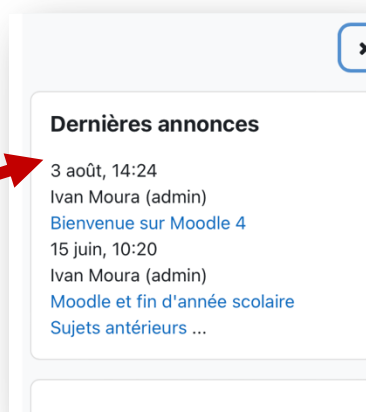 Dernières annonces
3 août, 14:24
Ivan Moura (admin)
Bienvenue sur Moodle 4
15 juin, 10:20
Ivan Moura (admin)
Moodle et fin d'année scolaire
Sujets antérieurs ...